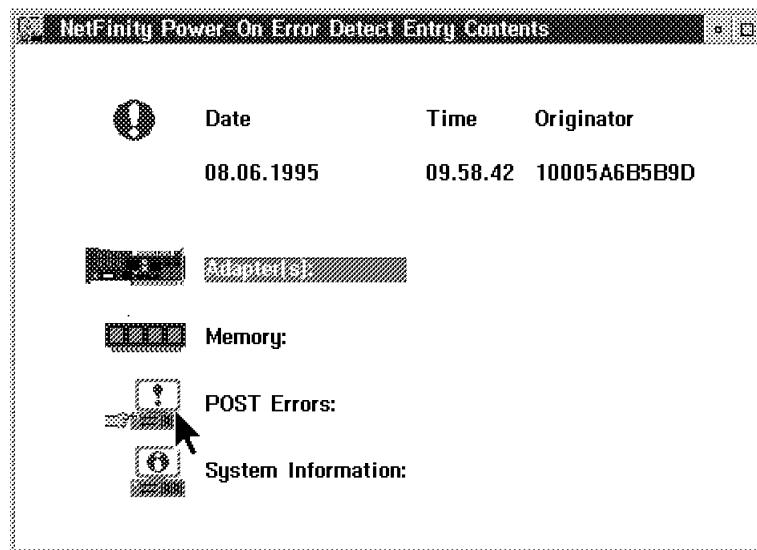 NetFinity Power-On Error Detect Entry Contents
Date Time Originator
08.06.1995 09.58.42 10005A6B5B9D
Adapter(s):
Memory:
POST Errors:
System Information: